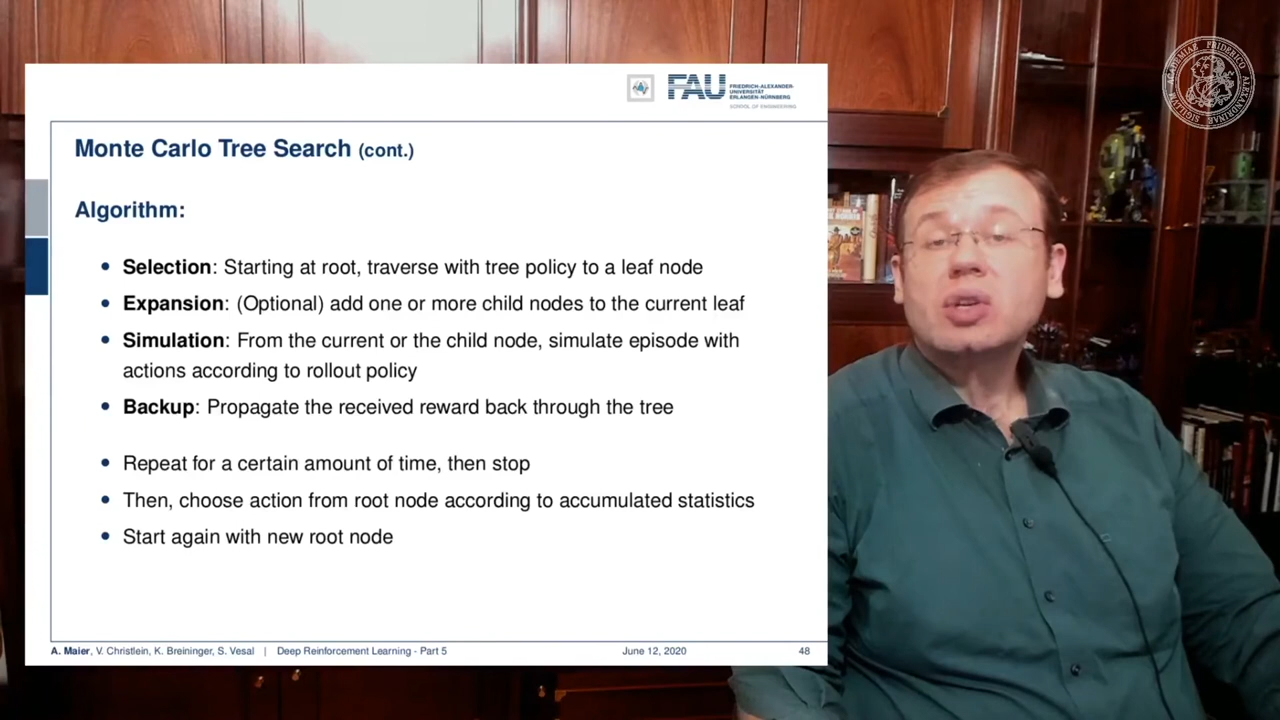 FAU FRIEDRICH-ALEXANDER-
UNIVERSITÄT
ERLANGEN-NÜRNBERG
SCHOOL OF ENGINEERING
Monte Carlo Tree Search (cont.)
Algorithm:
• Selection: Starting at root, traverse with tree policy to a leaf node
• Expansion: (Optional) add one or more child nodes to the current leaf
• Simulation: From the current or the child node, simulate episode with
actions according to rollout policy
• Backup: Propagate the received reward back through the tree
• Repeat for a certain amount of time, then stop
• Then, choose action from root node according to accumulated statistics
• Start again with new root node
A. Maier, V. Christlein, K. Breininger, S. Vesal | Deep Reinforcement Learning - Part 5 June 12, 2020 48